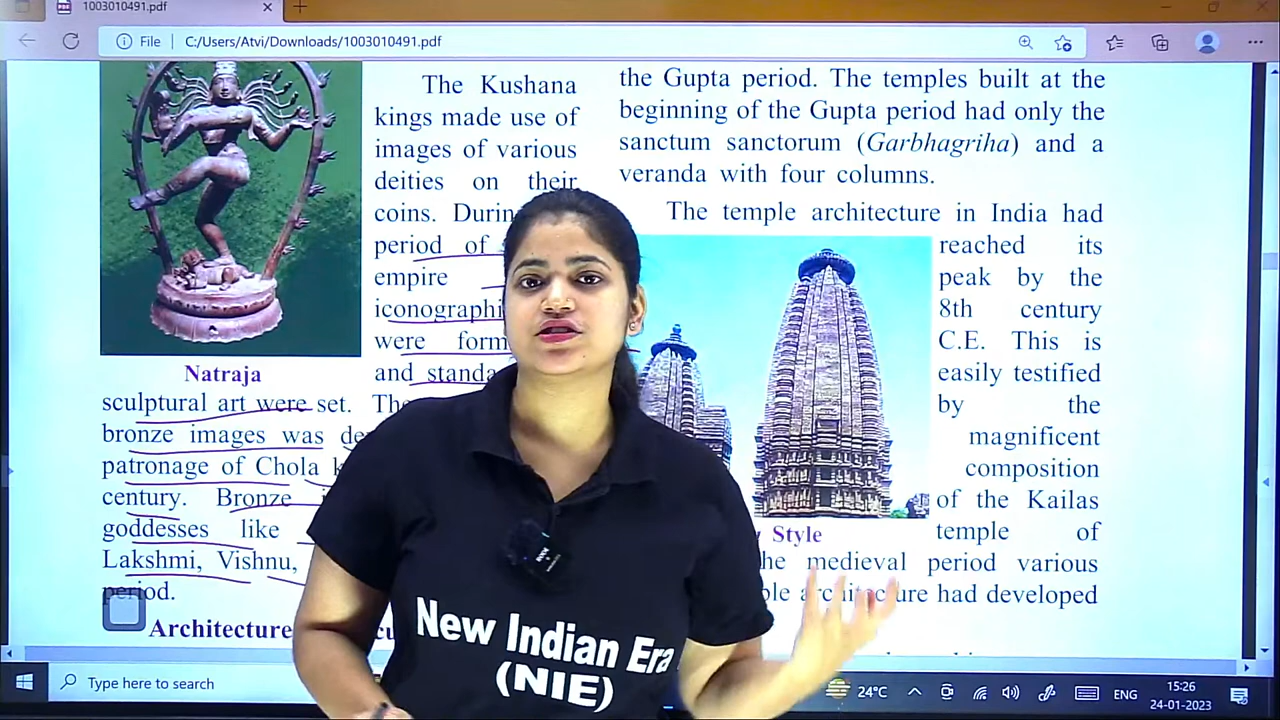 1003010491.pdf
File
C:/Users/Atvi/Downloads/1003010491.pdf
The Kushana
kings made use of
images of various
deities on their
coins.
period of
empire
were
and
Natraja
sculptural art were set.
bronze images was
patronage of Chola
century. Bronze
goddesses like
Lakshmi, Vishnu,
period.
Architecture
the Gupta period. The temples built at the
beginning of the Gupta period had only the
sanctum sanctorum (Garbhagriha) and a
veranda with four columns.
The temple architecture in India had
reached its
peak by the
8th century
C.E. This is
easily testified
by the
magnificent
composition
of the Kailas
temple of
Style
medieval period various
architecture had developed
New Indian Era
(NIE)
Type here to search
24°C
ENG
15:26
24-01-2023